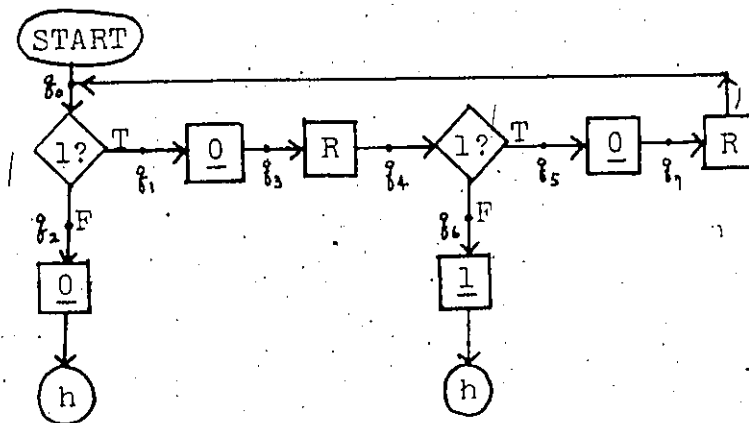 START
q₀
1? T q₁ 0 q₃ R q₄ 1? T q₅ 0 q₇ R
q₂ F q₆ F
0 1
h h